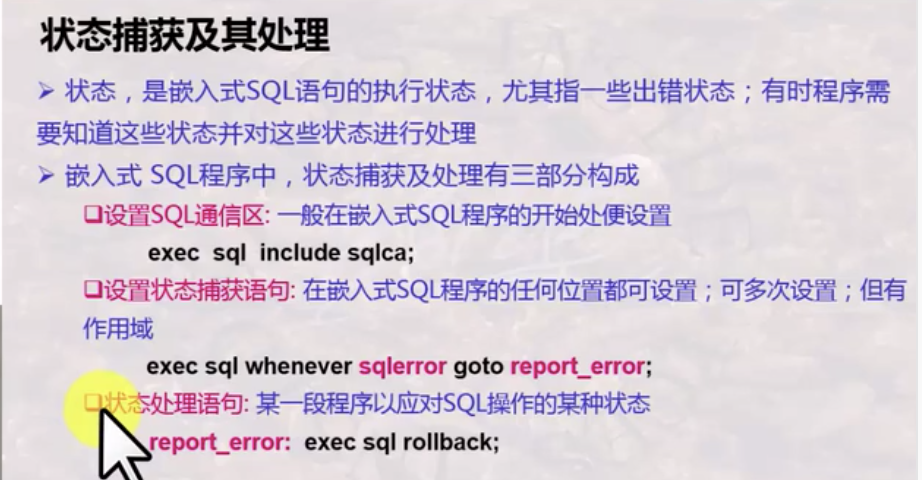 状态捕获及其处理
➢ 状态，是嵌入式SQL语句的执行状态，尤其指一些出错状态；有时程序需
要知道这些状态并对这些状态进行处理
➢ 嵌入式 SQL程序中，状态捕获及处理有三部分构成
❑设置SQL通信区: 一般在嵌入式SQL程序的开始处便设置
exec sql include sqlca;
❑设置状态捕获语句: 在嵌入式SQL程序的任何位置都可设置；可多次设置；但有
作用域
exec sql whenever sqlerror goto report_error;
❑状态处理语句: 某一段程序以应对SQL操作的某种状态
report_error: exec sql rollback;